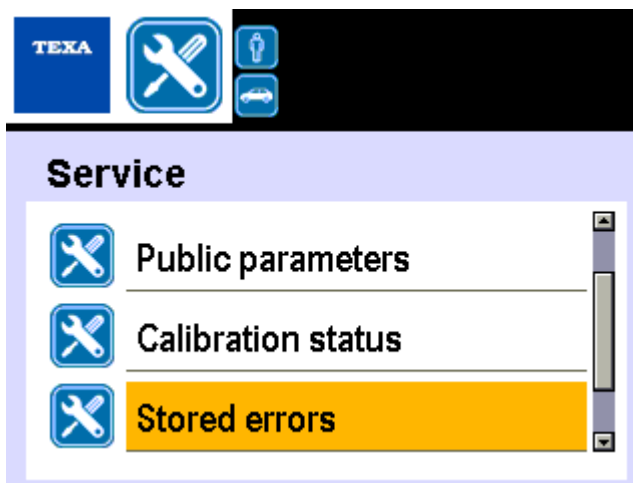 TEXA
Service
Public parameters
Calibration status
Stored errors